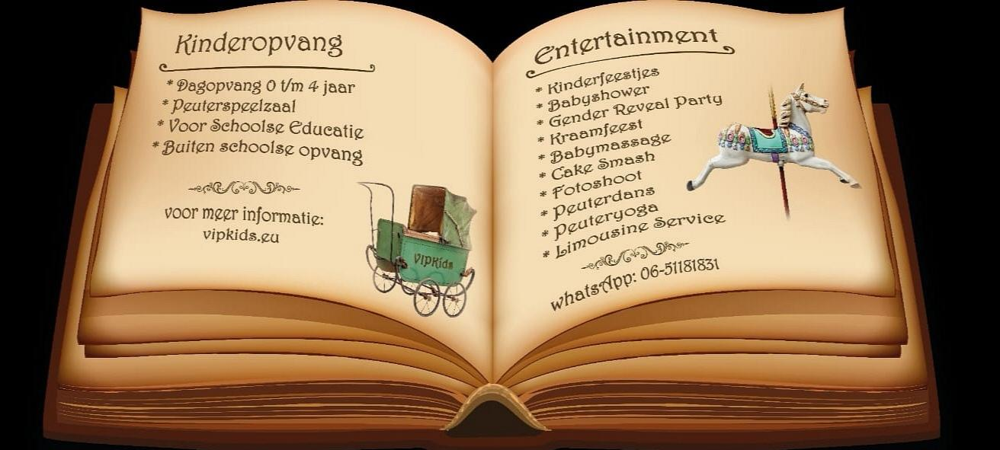 Kinderopvang
* Dagopvang 0 t/m 4 jaar
* Peuterspeelzaal
* Voor Schoolse Educatie
* Buiten schoolse opvang
voor meer informatie:
vipkids.eu
VIPKids
Entertainment
* Kinderfeestjes
* Babyshower
* Gender Reveal Party
* Kraamfeest
* Babymassage
* Cake Smash
* Fotoshoot
* Peuterdans
* Peuteryoga
* Limousine Service
whatsApp: 06-51181831